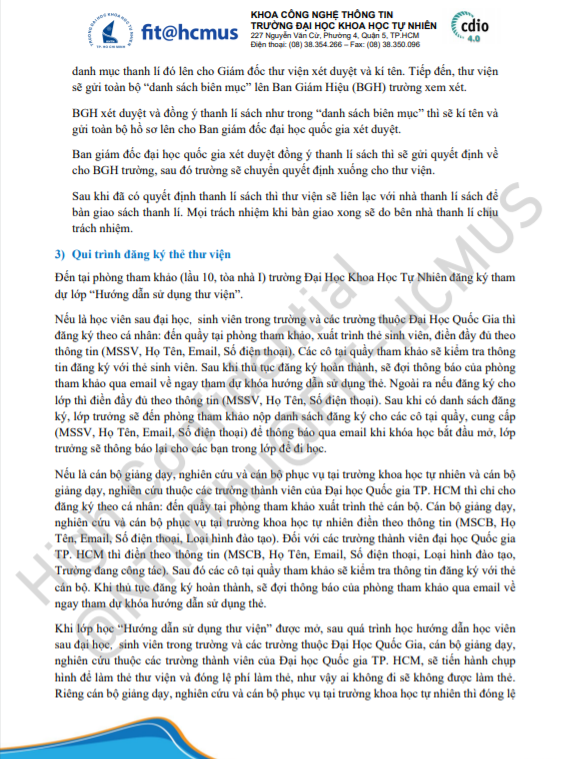 KHOA CÔNG NGHỆ THÔNG TIN
TRƯỜNG ĐẠI HỌC KHOA HỌC TỰ NHIÊN
227 Nguyễn Văn Cừ, Phường 4, Quận 5, TP.HCM
Điện thoại: (08) 38.354.266 – Fax: (08) 38.350.096
fit@hcmus
cdio
4.0
danh mục thanh lí đó lên cho Giám đốc thư viện xét duyệt và kí tên. Tiếp đến, thư viện
sẽ gửi toàn bộ “danh sách biên mục” lên Ban Giám Hiệu (BGH) trường xem xét.
BGH xét duyệt và đồng ý thanh lí sách như trong “danh sách biên mục” thì sẽ kí tên và
gửi toàn bộ hồ sơ lên cho Ban giám đốc đại học quốc gia xét duyệt.
Ban giám đốc đại học quốc gia xét duyệt đồng ý thanh lí sách thì sẽ gửi quyết định về
cho BGH trường, sau đó trường sẽ chuyển quyết định xuống cho thư viện.
Sau khi đã có quyết định thanh lí sách thì thư viện sẽ liên lạc với nhà thanh lí sách để
bàn giao sách thanh lí. Mọi trách nhiệm khi bàn giao xong sẽ do bên nhà thanh lí chịu
trách nhiệm.
3) Qui trình đăng ký thẻ thư viện
Đến tại phòng tham khảo (lầu 10, tòa nhà I) trường Đại Học Khoa Học Tự Nhiên đăng ký tham
dự lớp “Hướng dẫn sử dụng thư viện”.
Nếu là học viên sau đại học, sinh viên trong trường và các trường thuộc Đại Học Quốc Gia thì
đăng ký theo cá nhân: đến quầy tại phòng tham khảo, xuất trình thẻ sinh viên, điền đầy đủ theo
thông tin (MSSV, Họ Tên, Email, Số điện thoại). Các cô tại quầy tham khảo sẽ kiểm tra thông
tin đăng ký với thẻ sinh viên. Sau khi thủ tục đăng ký hoàn thành, sẽ đợi thông báo của phòng
tham khảo qua email về ngay tham dự khóa hướng dẫn sử dụng thẻ. Ngoài ra nếu đăng ký cho
lớp thì điền đầy đủ theo thông tin (MSSV, Họ Tên, Email, Số điện thoại). Sau khi có danh sách đăng
ký, lớp trưởng sẽ đến phòng tham khảo nộp danh sách đăng ký cho các cô tại quầy, cung cấp
(MSSV, Họ Tên, Email, Số điện thoại) để thông báo qua email khi khóa học bắt đầu mở, lớp
trưởng sẽ thông báo lại cho các bạn trong lớp để đi học.
Nếu là cán bộ giảng dạy, nghiên cứu và cán bộ phục vụ tại trường khoa học tự nhiên và cán bộ
giảng dạy, nghiên cứu thuộc các trường thành viên của Đại học Quốc gia TP. HCM thì chỉ cho
đăng ký theo cá nhân: đến quầy tại phòng tham khảo xuất trình thẻ cán bộ. Cán bộ giảng dạy,
nghiên cứu và cán bộ phục vụ tại trường khoa học tự nhiên điền theo thông tin (MSCB, Họ
Tên, Email, Số điện thoại, Loại hình đào tạo). Đối với các trường thành viên đại học Quốc gia
TP. HCM thì điền theo thông tin (MSCB, Họ Tên, Email, Số điện thoại, Loại hình đào tạo,
Trường đang công tác). Sau đó các cô tại quầy tham khảo sẽ kiểm tra thông tin đăng ký với thẻ
cán bộ. Khi thủ tục đăng ký hoàn thành, sẽ đợi thông báo của phòng tham khảo qua email về
ngay tham dự khóa hướng dẫn sử dụng thẻ.
Khi lớp học “Hướng dẫn sử dụng thư viện” được mở, sau quá trình học hướng dẫn học viên
sau đại học, sinh viên trong trường và các trường thuộc Đại Học Quốc Gia, cán bộ giảng dạy,
nghiên cứu thuộc các trường thành viên của Đại học Quốc gia TP. HCM, sẽ tiến hành chụp
hình để làm thẻ thư viện và đóng lệ phí làm thẻ, như vậy ai không đi sẽ không được làm thẻ.
Riêng cán bộ giảng dạy, nghiên cứu và cán bộ phục vụ tại trường khoa học tự nhiên thì đóng lệ
High Confidential